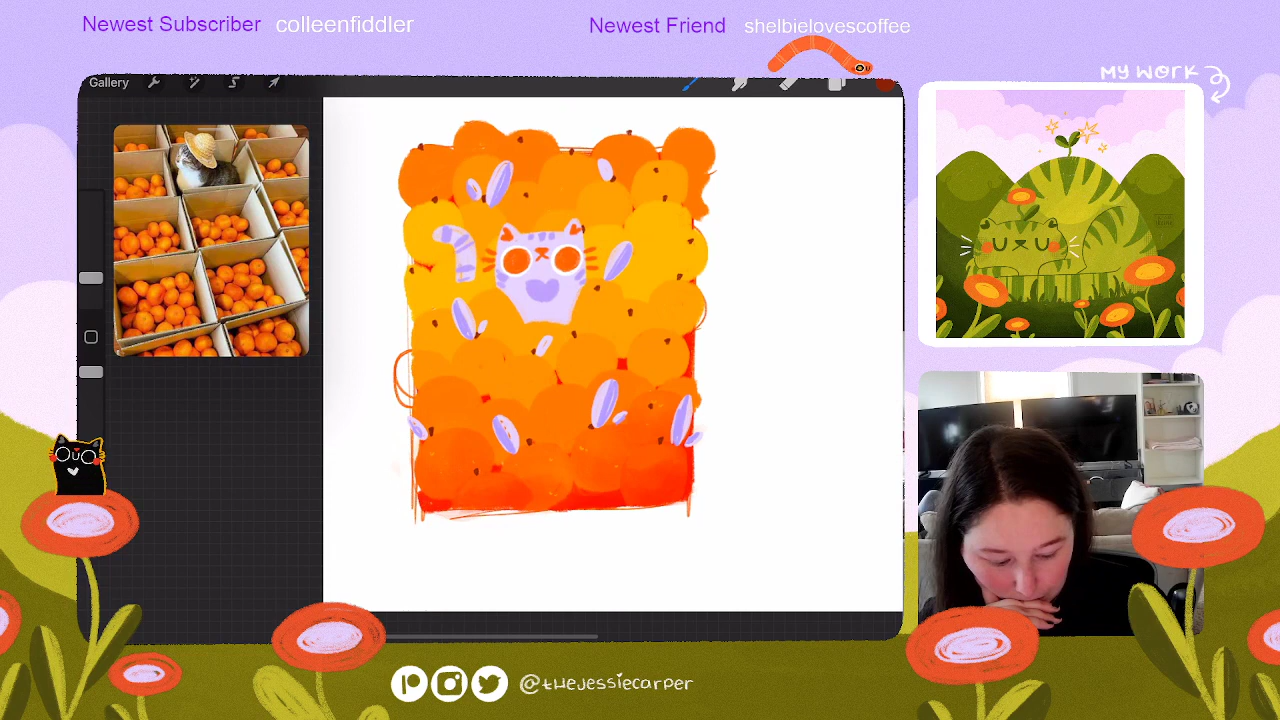 Newest Subscriber colleenfiddler
Newest Friend shelbielovescoffee
MY WORK
Gallery
@tHeJessiecarper